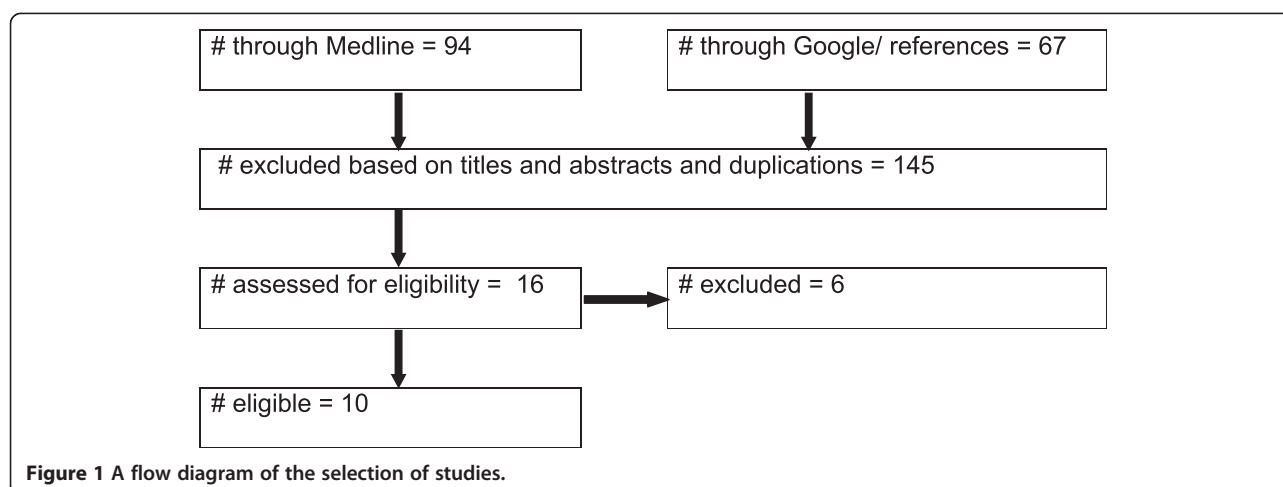 # through Medline = 94
# through Google/ references = 67
# excluded based on titles and abstracts and duplications = 145
# assessed for eligibility = 16
# excluded = 6
# eligible = 10
Figure 1 A flow diagram of the selection of studies.